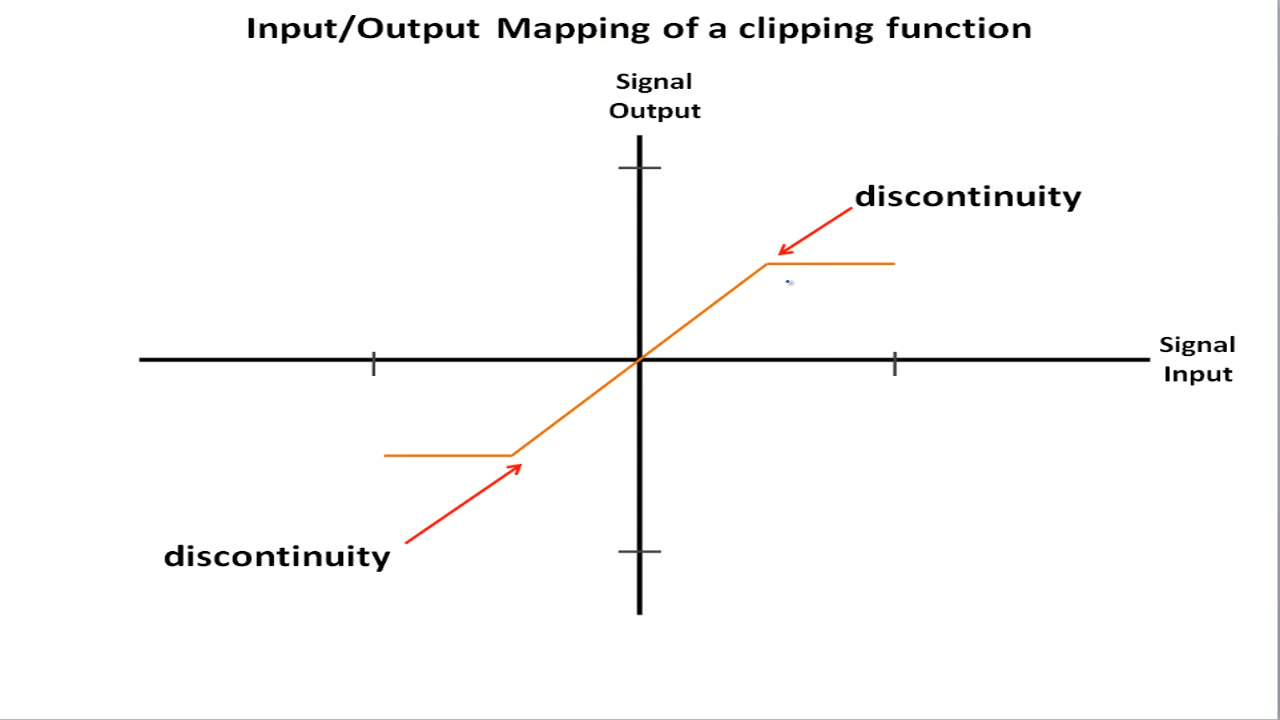 Input/Output Mapping of a clipping function
Signal
Output
discontinuity
Signal
Input
discontinuity